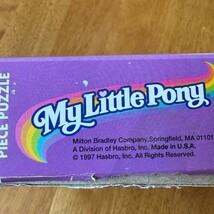 PIECE PUZZLE
My Little Pony
Milton Bradley Company, Springfield, MA 01101
A Division of Hasbro, Inc. Made in U.S.A.
© 1997 Hasbro, Inc. All Rights Reserved.